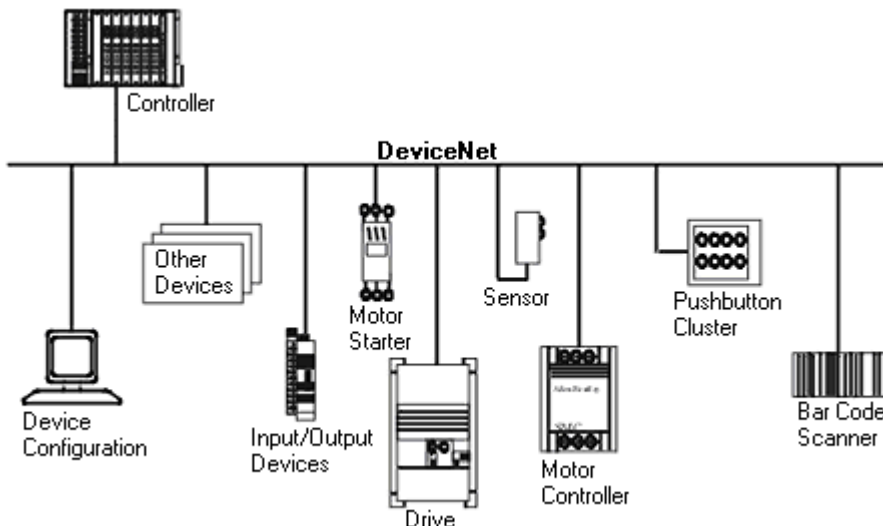 Controller
DeviceNet
Other
Devices
Motor
Starter
Sensor
Pushbutton
Cluster
Device
Configuration
Input/Output
Devices
Drive
Motor
Controller
Bar Code
Scanner